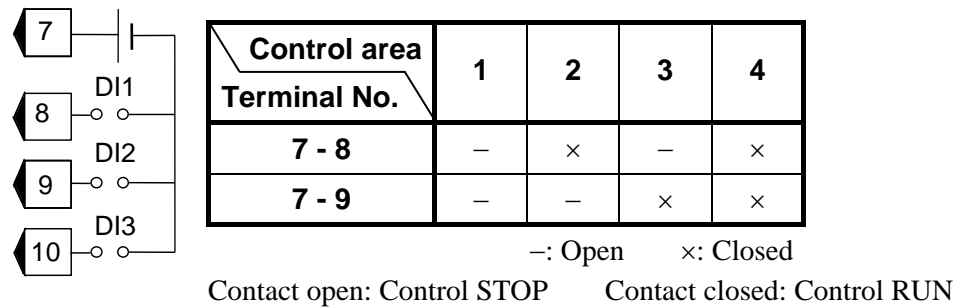 7
DI1
8
DI2
9
DI3
10
Control area 1 2 3 4
Terminal No.
7 - 8 − × − ×
7 - 9 − − × ×
−: Open ×: Closed
Contact open: Control STOP Contact closed: Control RUN